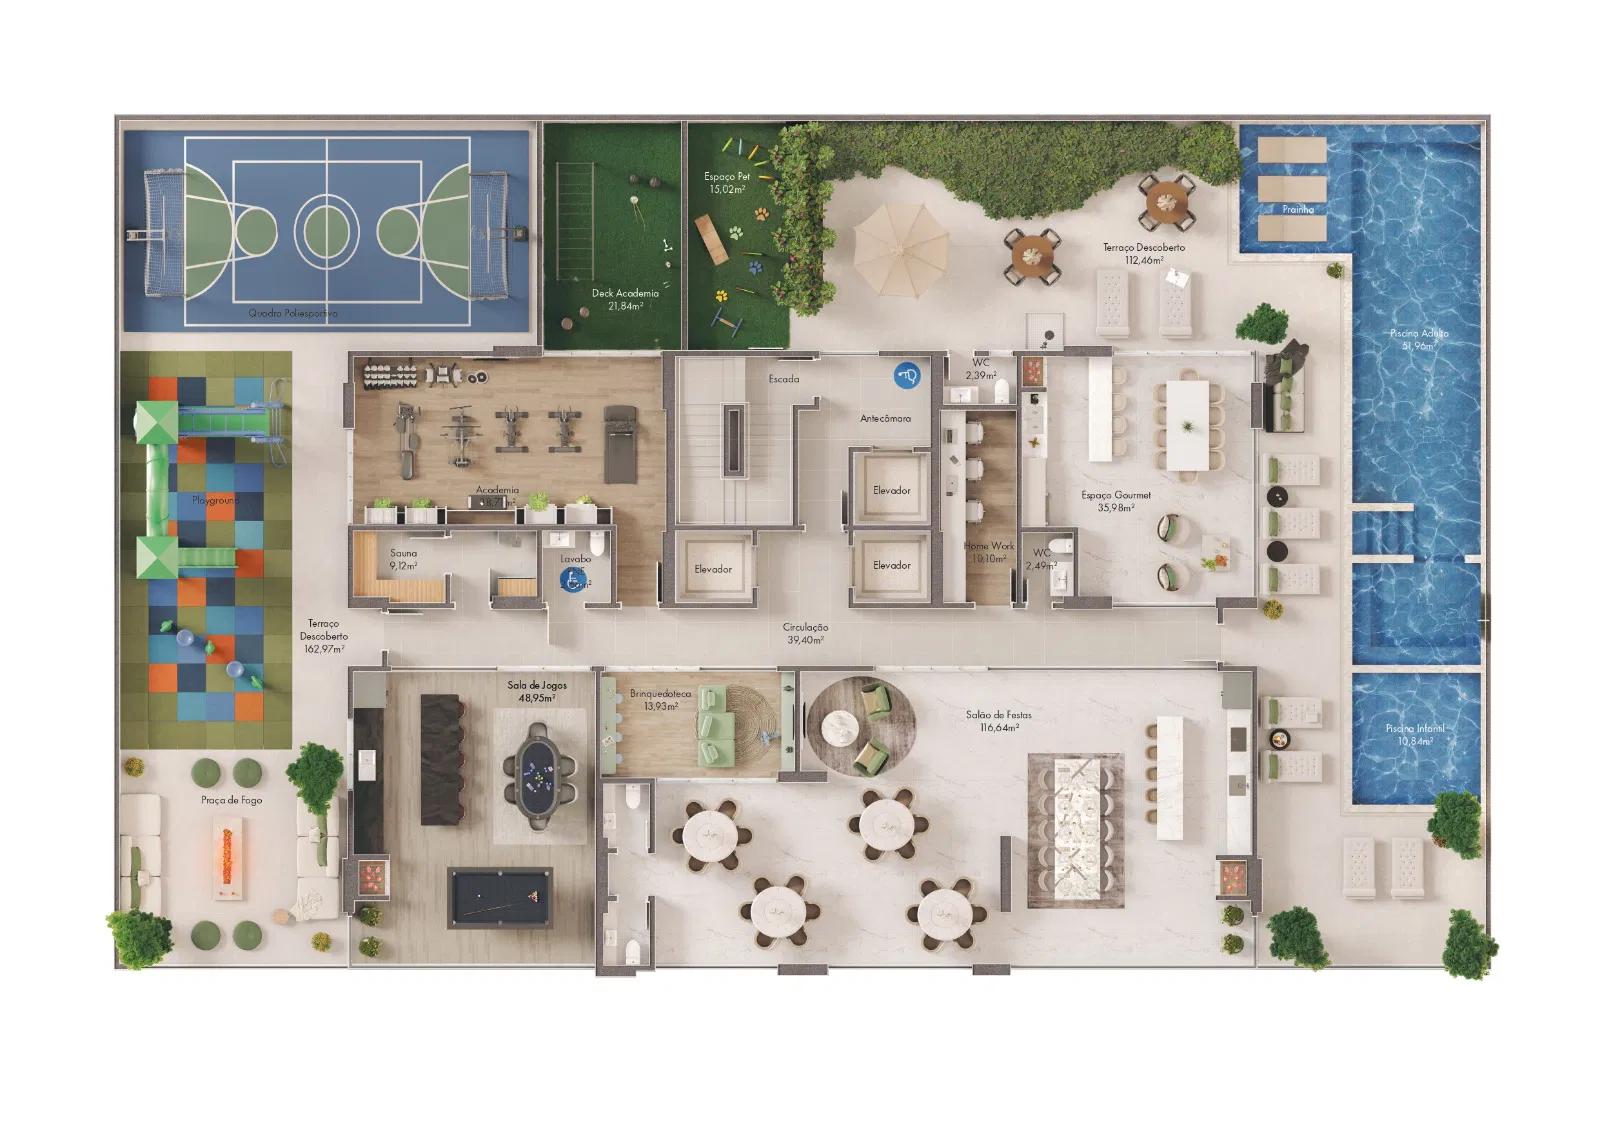 Espaço Pet
15,02m²
Prainha
Terraço Descoberto
112,46m²
Deck Academia
21,84m²
Quadra Poliesportiva
Piscina Adulto
51,96m²
WC
2,39m²
Escada
Antecâmara
Academia
Elevador
Espaço Gourmet
35,98m²
Playground
Sauna
9,12m²
Lavabo
Elevador
Elevador
Home Work
10,10m²
WC
2,49m²
Terraço
Descoberto
162,97m²
Circulação
39,40m²
Sala de Jogos
48,95m²
Brinquedoteca
13,93m²
Salão de Festas
116,64m²
Piscina Infantil
10,84m²
Praça de Fogo